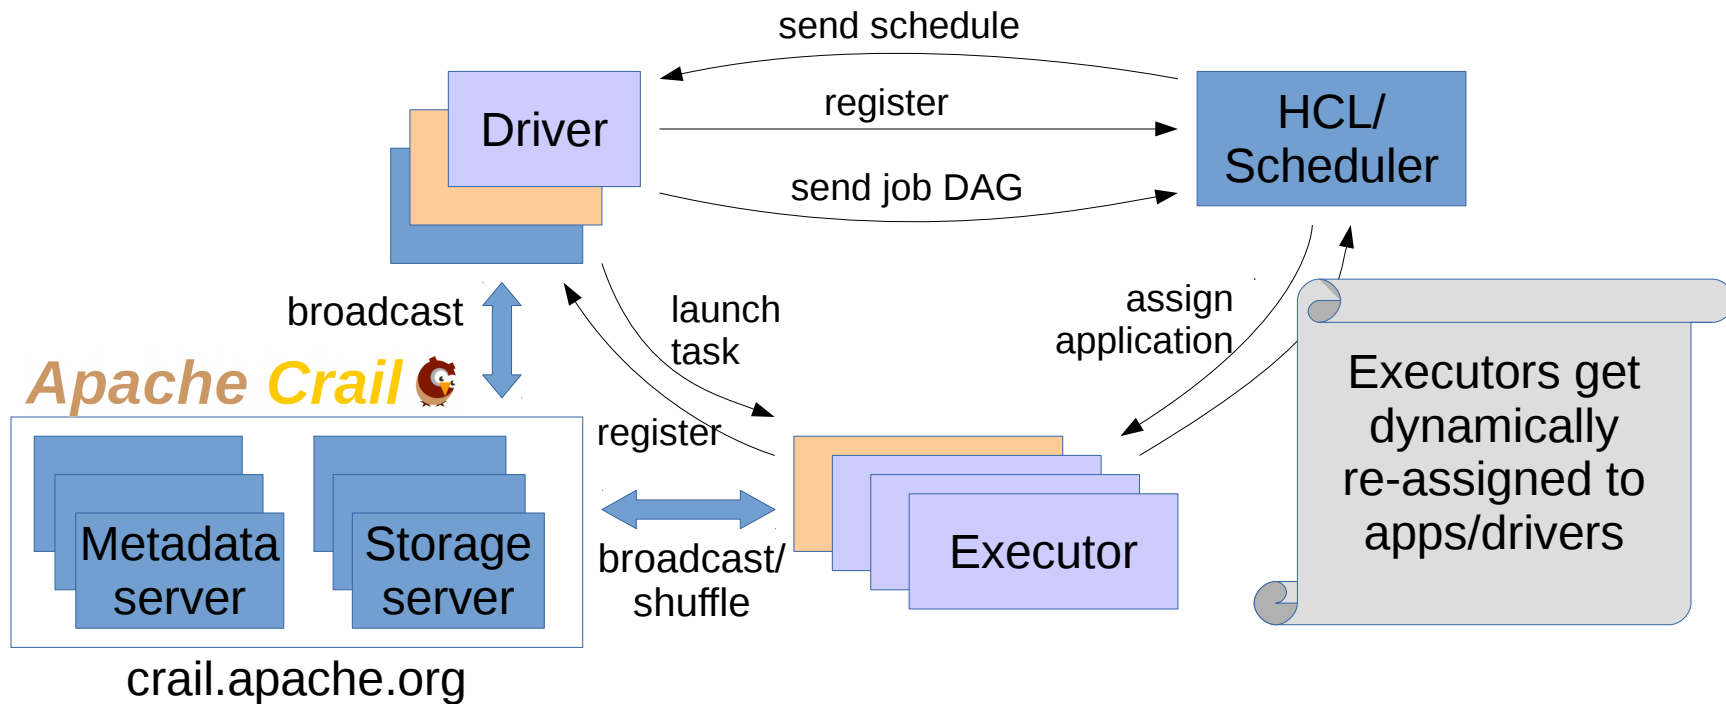 send schedule
Driver
register
HCL/
Scheduler
send job DAG
broadcast
launch
task
assign
application
Apache Crail
register
Executors get
dynamically
re-assigned to
apps/drivers
Metadata
server
Storage
server
broadcast/
shuffle
Executor
crail.apache.org